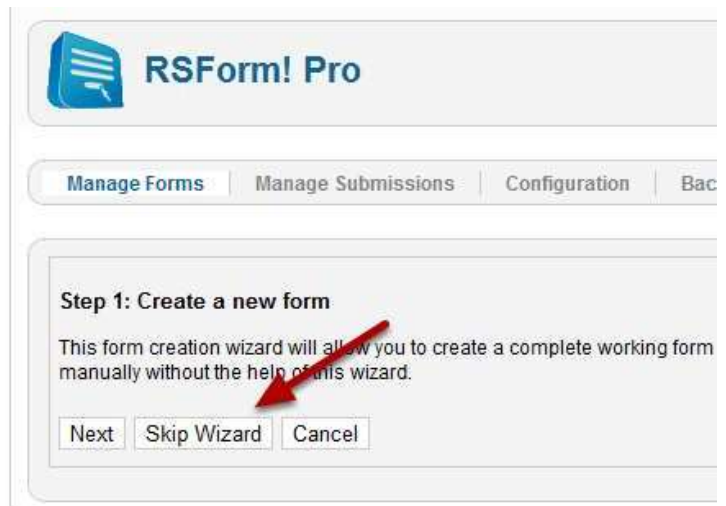 RSForm! Pro
Manage Forms Manage Submissions Configuration Bac
Step 1: Create a new form
This form creation wizard will allow you to create a complete working form
manually without the help of this wizard.
Next Skip Wizard Cancel